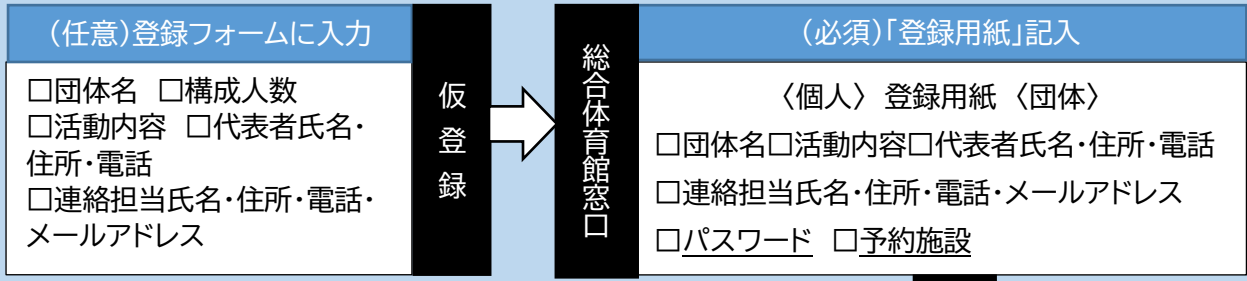 (任意)登録フォームに入力
□団体名 □構成人数
□活動内容 □代表者氏名・
住所・電話
□連絡担当氏名・住所・電話・
メールアドレス
仮登録
総合体育館窓口
(必須)「登録用紙」記入
〈個人〉 登録用紙 〈団体〉
□団体名□活動内容□代表者氏名・住所・電話
□連絡担当氏名・住所・電話・メールアドレス
□パスワード □予約施設